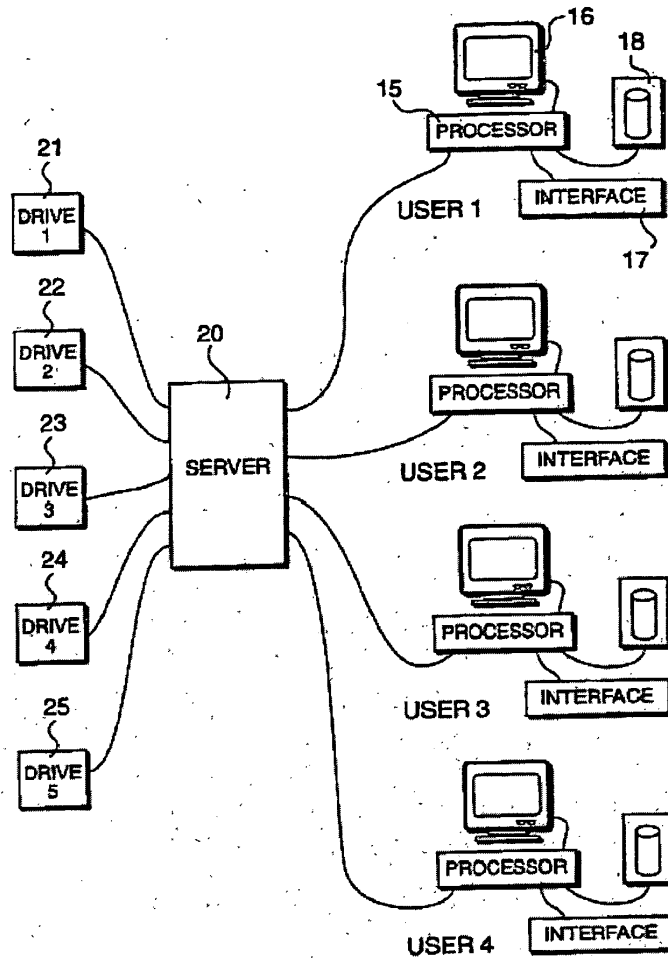 16
18
15
PROCESSOR
21
DRIVE
1
USER 1
INTERFACE
17
22
DRIVE
2
20
PROCESSOR
23
SERVER
INTERFACE
USER 2
DRIVE
3
24
DRIVE
4
PROCESSOR
25
INTERFACE
USER 3
DRIVE
5
PROCESSOR
INTERFACE
USER 4